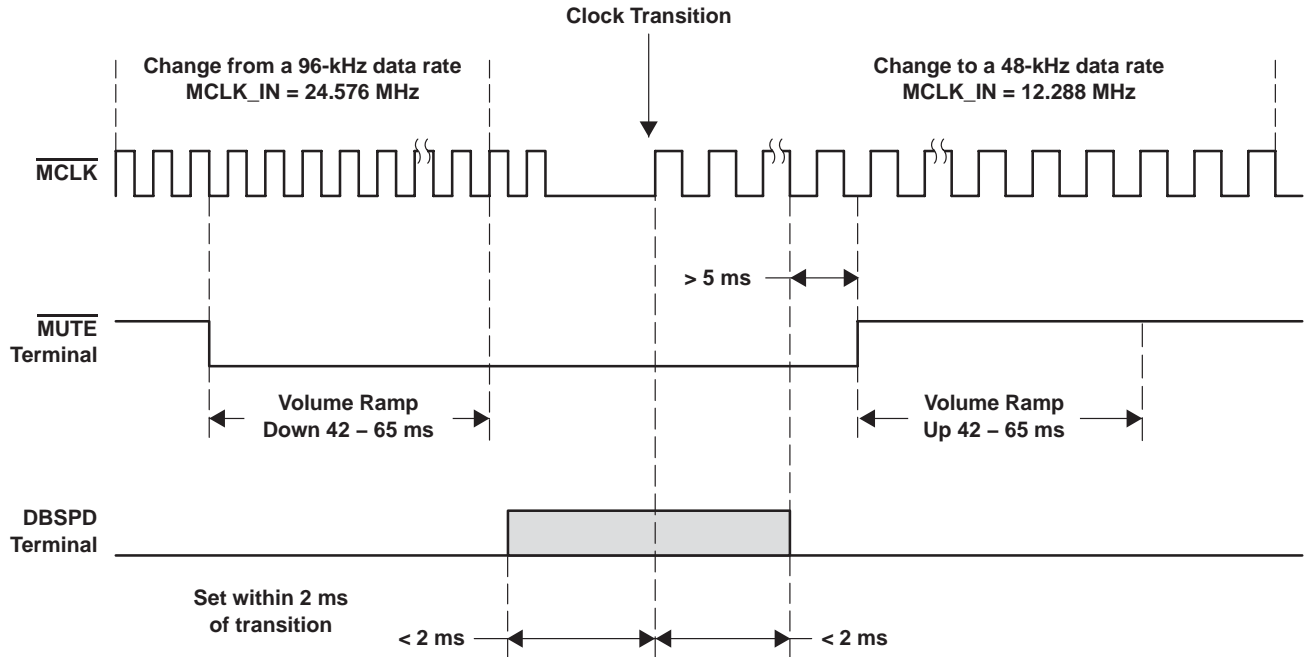 Clock Transition
Change from a 96-kHz data rate
MCLK_IN = 24.576 MHz
Change to a 48-kHz data rate
MCLK_IN = 12.288 MHz
MCLK
> 5 ms
MUTE
Terminal
Volume Ramp
Down 42 – 65 ms
Volume Ramp
Up 42 – 65 ms
DBSPD
Terminal
Set within 2 ms
of transition
< 2 ms
< 2 ms